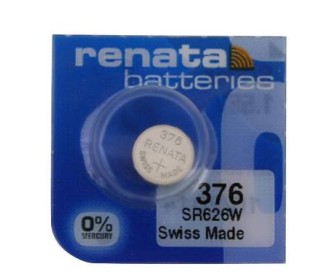 renata
batteries
376
RENATA
+
SWISS MADE
376
SR626W
Swiss Made
0%
MERCURY